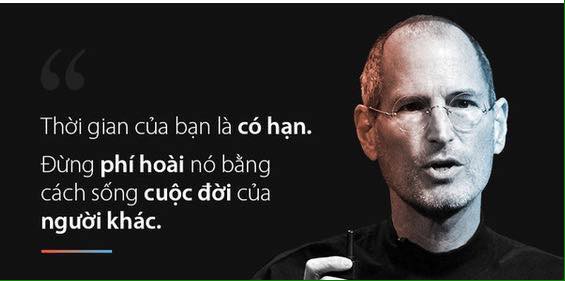 “
Thời gian của bạn là có hạn.
Đừng phí hoài nó bằng
cách sống cuộc đời của
người khác.